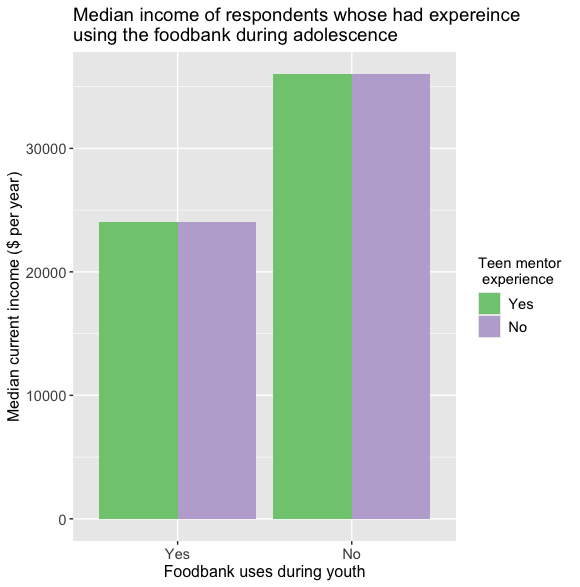 Median income of respondents whose had expereince
using the foodbank during adolescence
Median current income ($ per year)
30000
20000
10000
0
Yes
No
Foodbank uses during youth
Teen mentor
experience
Yes
No